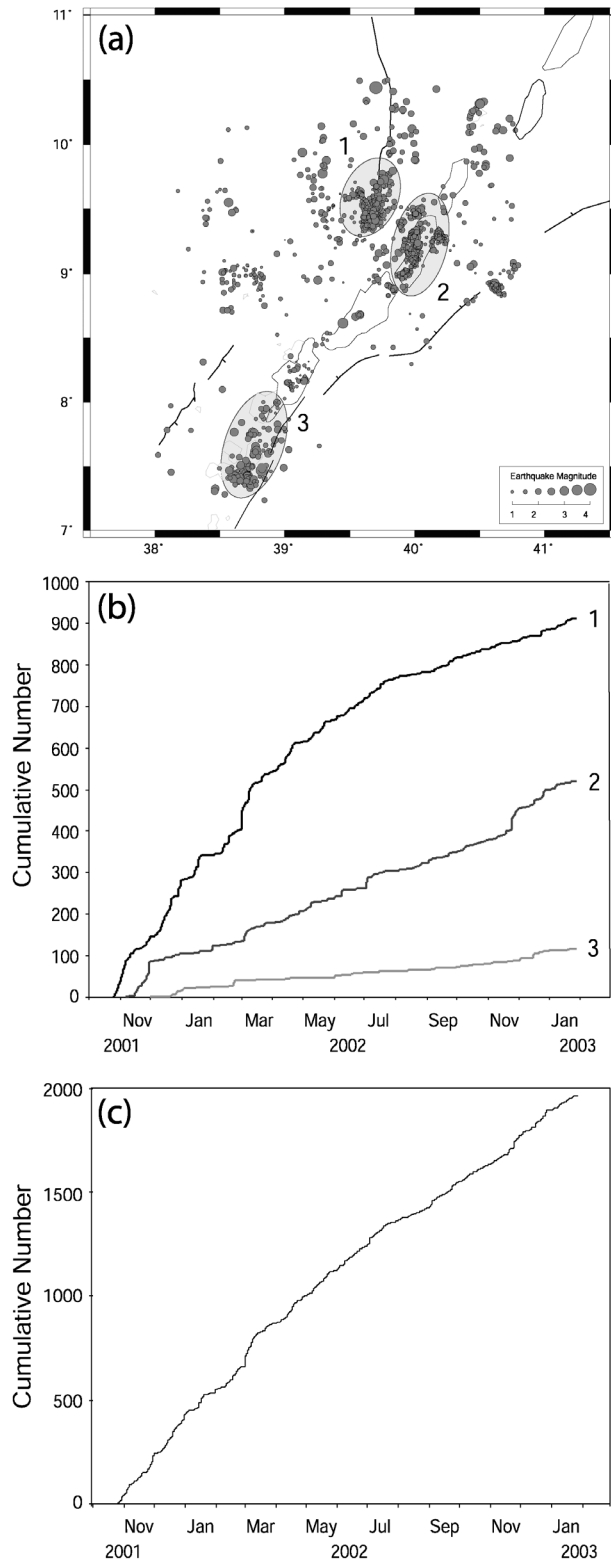 (a)
11°
10°
9°
8°
7°
1
2
3
Earthquake Magnitude
1 2 3 4
38° 39° 40° 41°
(b)
Cumulative Number
1000
900
800
700
600
500
400
300
200
100
0
1
2
3
Nov Jan Mar May Jul Sep Nov Jan
2001 2002 2003
(c)
Cumulative Number
2000
1500
1000
500
0
Nov Jan Mar May Jul Sep Nov Jan
2001 2002 2003